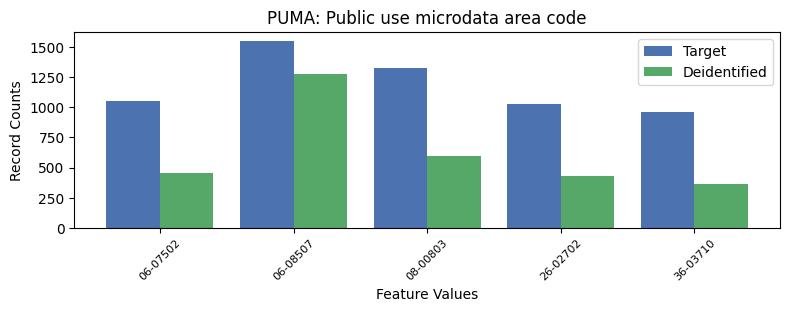 PUMA: Public use microdata area code
1500
1250
1000
750
500
250
0
Record Counts
Target
Deidentified
06-07502
06-08507
08-00803
26-02702
36-03710
Feature Values